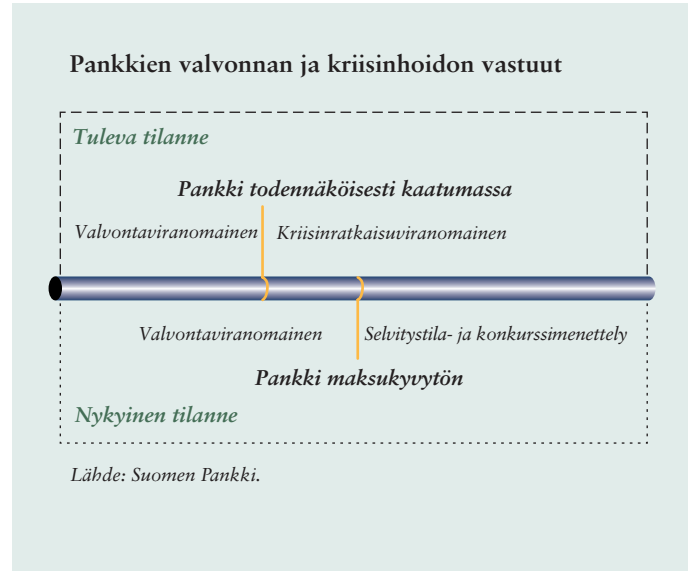 Pankkien valvonnan ja kriisinhoidon vastuut
Tuleva tilanne
Pankki todennäköisesti kaatumassa
Valvontaviranomainen
Kriisinratkaisuviranomainen
Valvontaviranomainen
Selvitystila- ja konkurssimenettely
Pankki maksukyvytön
Nykyinen tilanne
Lähde: Suomen Pankki.